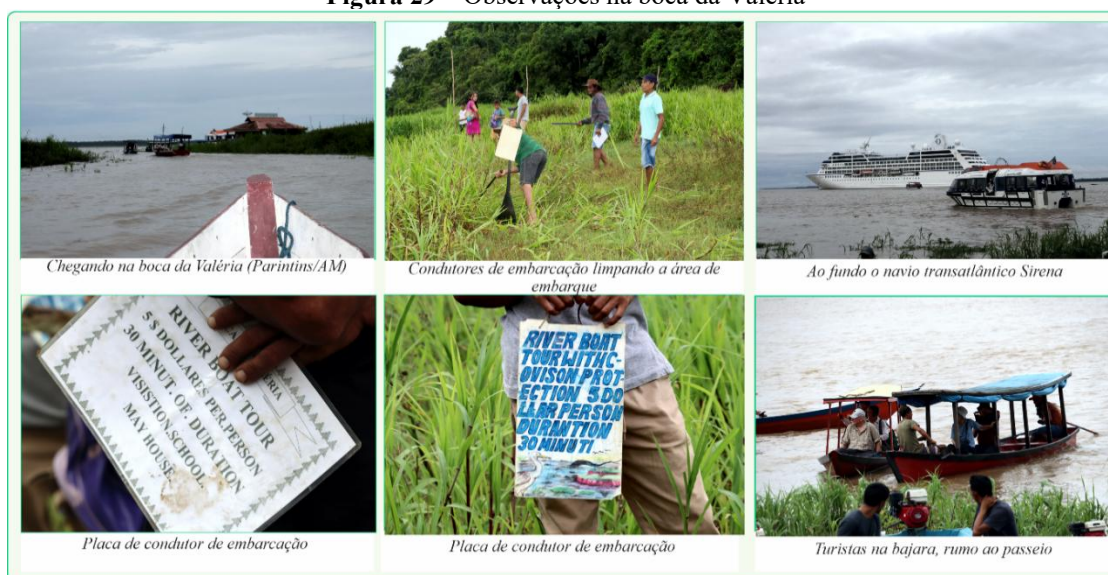 Figura 29 – Observações na boca da Valéria
Chegando na boca da Valéria (Parintins/AM)
Condutores de embarcação limpando a área de
embarque
Ao fundo o navio transatlântico Sirena
RIVER BOAT TOUR
5$ DOLLARES PER PERSON
30 MINUT OF. DURATION
VISISTION SCHOOL
MAY HOUSE
RIVER BOAT
TOUR WITHC-
OVISON PROT-
ECTION 5 DO
LARR PERSON
DURANTION
30 MINUTI
Placa de condutor de embarcação
Placa de condutor de embarcação
Turistas na bajara, rumo ao passeio